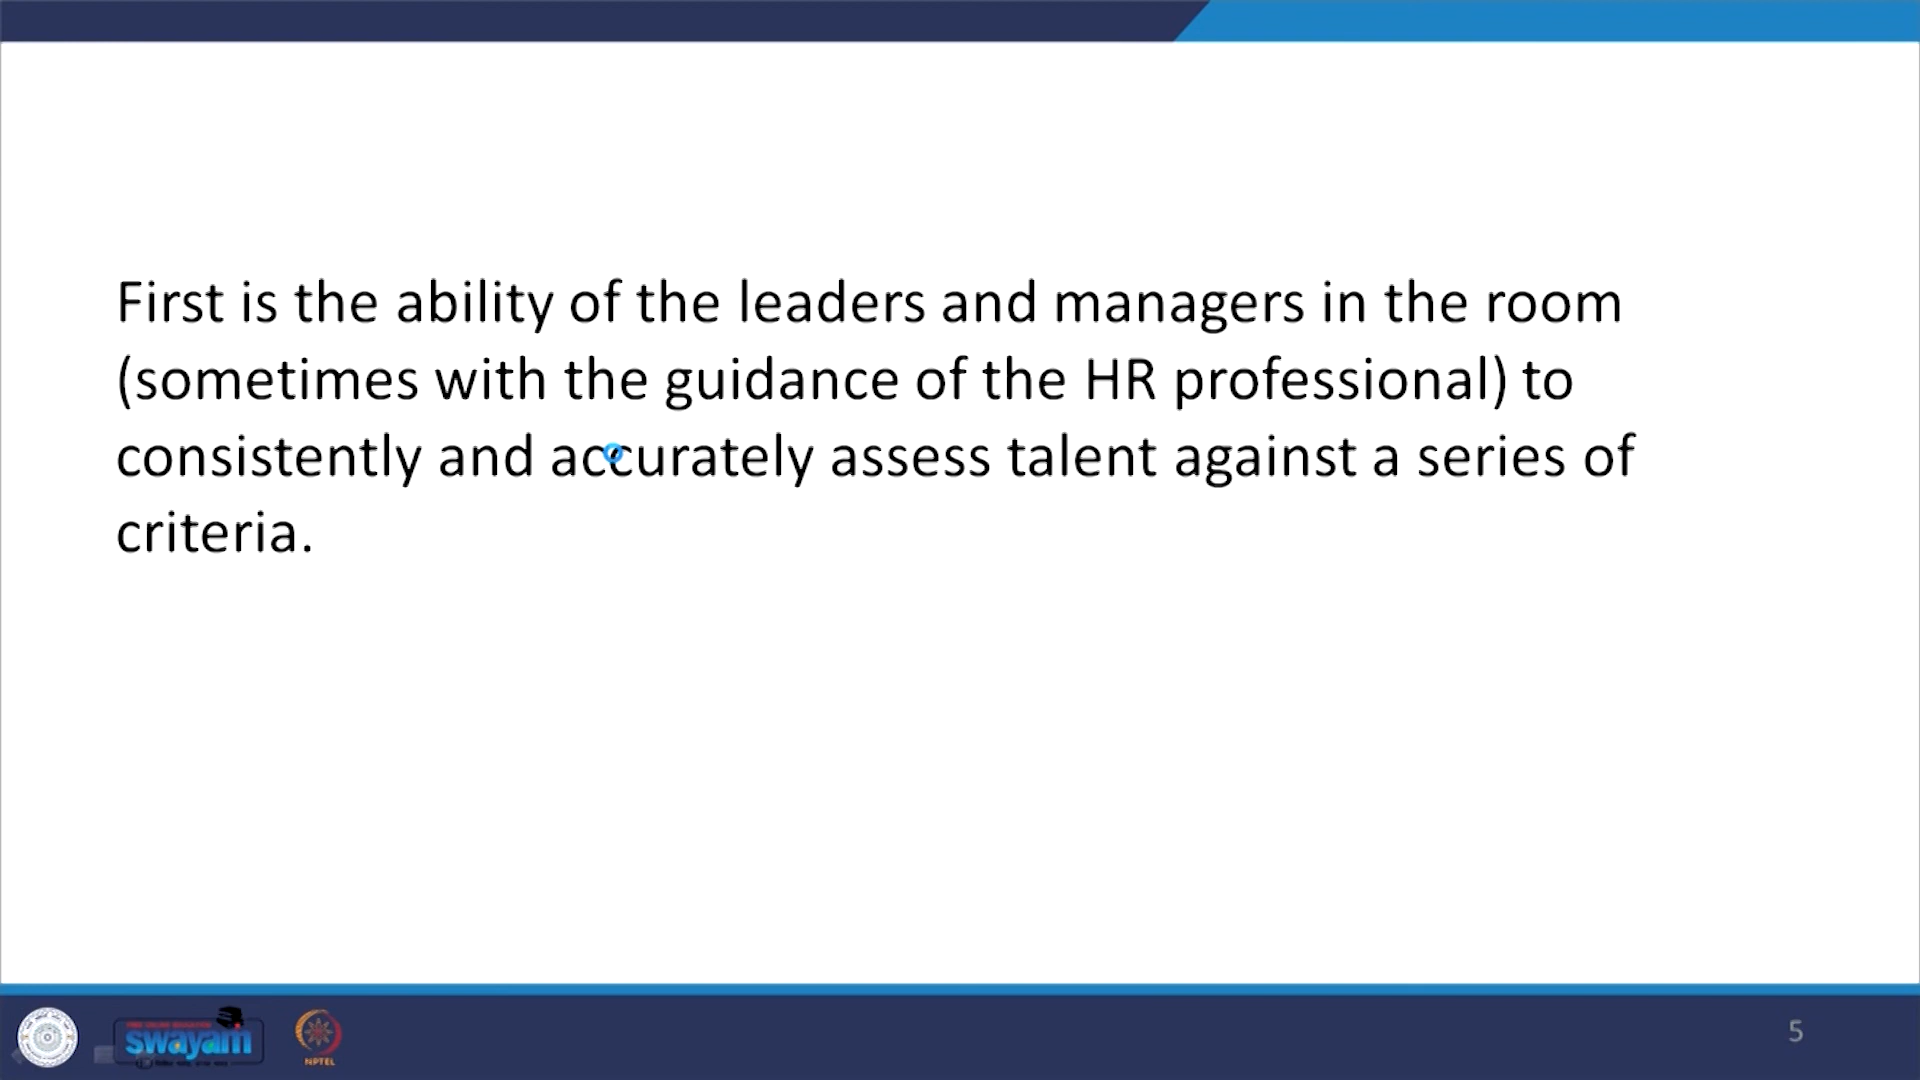 First is the ability of the leaders and managers in the room
(sometimes with the guidance of the HR professional) to
consistently and accurately assess talent against a series of
criteria.
swayam
NPTEL
5